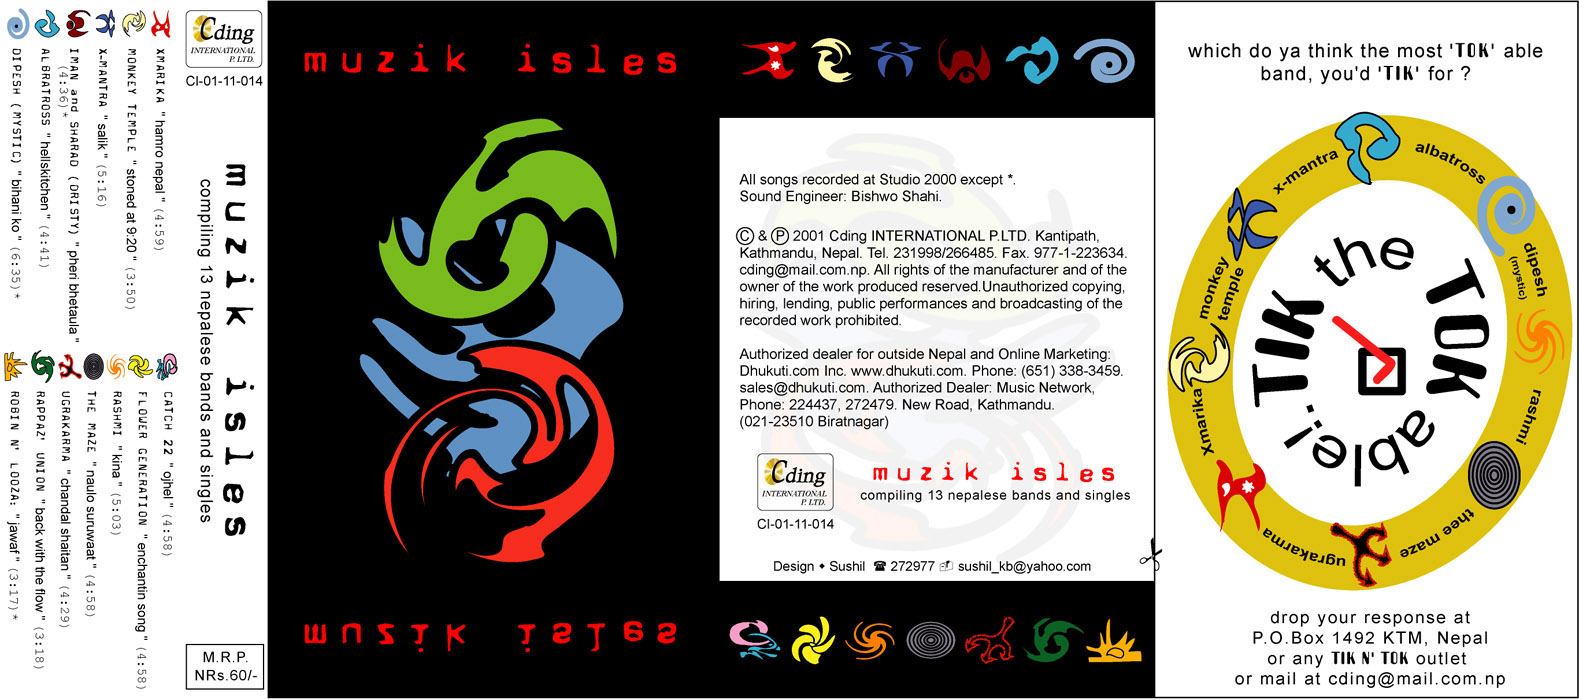 XMARIKA " hamro nepal " (4:59)
MONKEY TEMPLE " stoned at 9:20 " (3:50)
X-MANTRA " salik " (5:16)
IMAN and SHARAD (DRISTY) " pheri bhetaula "
(4:36)*
ALBATROSS " hellskitchen " (4:41)
DIPESH (MYSTIC) " bihani ko " (6:35)*
CATCH 22 " ojhel " (4:58)
FLOWER GENERATION " enchantin song " (4:58)
RASHMI " kina " (5:03)
THE MAZE " naulo suruwaat " (4:58)
UGRAKARMA " chandal shaitan " (4:29)
RAPPAZ' UNION " back with the flow " (3:18)
ROBIN N' LOOZA: " jawaf " (3:17)*
Cding
INTERNATIONAL
P. LTD.
CI-01-11-014
muzik isles
compiling 13 nepalese bands and singles
M.R.P.
NRs.60/-
muzik isles
muzik isles
All songs recorded at Studio 2000 except *.
Sound Engineer: Bishwo Shahi.
© & Ⓟ 2001 Cding INTERNATIONAL P.LTD. Kantipath,
Kathmandu, Nepal. Tel. 231998/266485. Fax. 977-1-223634.
cding@mail.com.np. All rights of the manufacturer and of the
owner of the work produced reserved.Unauthorized copying,
hiring, lending, public performances and broadcasting of the
recorded work prohibited.
Authorized dealer for outside Nepal and Online Marketing:
Dhukuti.com Inc. www.dhukuti.com. Phone: (651) 338-3459.
sales@dhukuti.com. Authorized Dealer: Music Network,
Phone: 224437, 272479. New Road, Kathmandu.
(021-23510 Biratnagar)
Cding
INTERNATIONAL
P. LTD.
CI-01-11-014
muzik isles
compiling 13 nepalese bands and singles
Design ♦ Sushil ☎ 272977 sushil_kb@yahoo.com
which do ya think the most 'TOK' able
band, you'd 'TIK' for ?
x-mantra
albatross
dipesh
(mystic)
rashmi
thee maze
ugrakarma
xmarika
monkey
temple
TIK the TOK able!.
drop your response at
P.O.Box 1492 KTM, Nepal
or any TIK N' TOK outlet
or mail at cding@mail.com.np